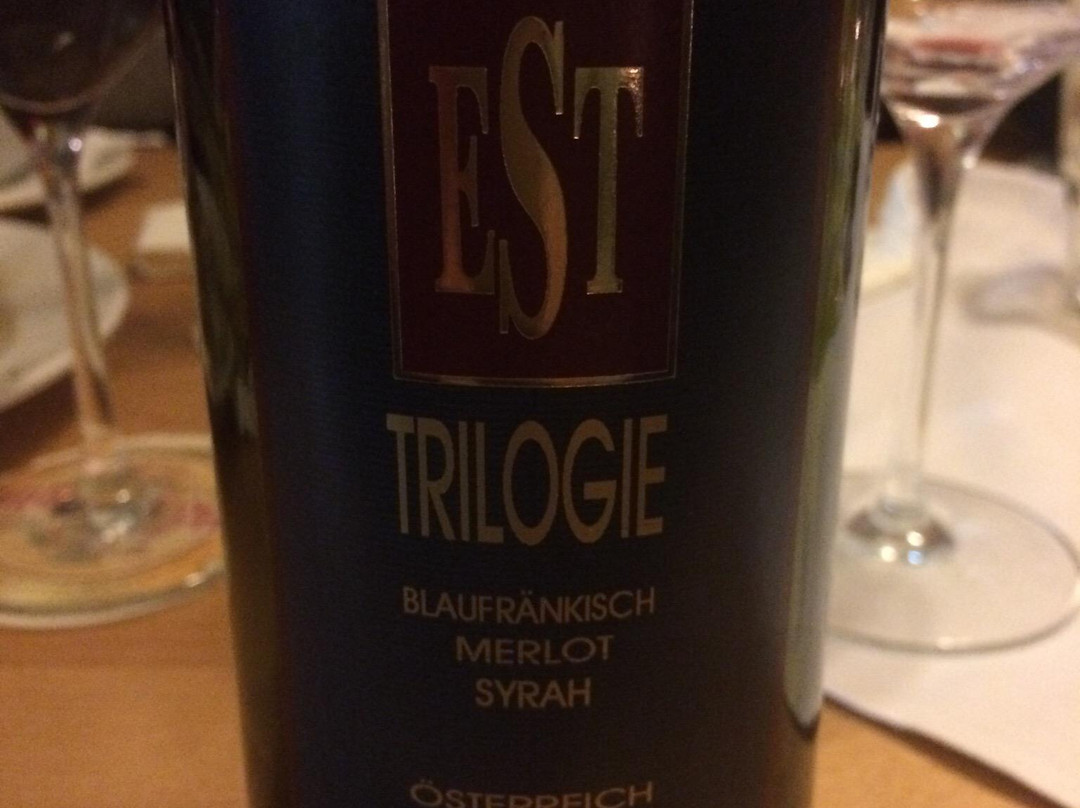 EST
TRILOGIE
BLAUFRÄNKISCH
MERLOT
SYRAH
ÖSTERREICH